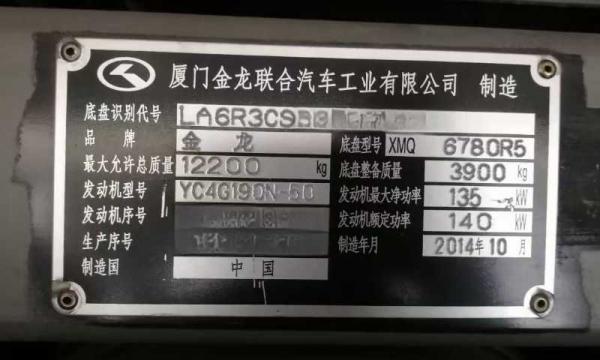 厦门金龙联合汽车工业有限公司 制造
底盘识别代号 LA6R3C9
品牌 金龙 底盘型号 XMQ 6780R5
最大允许总质量 12200 kg 底盘整备质量 3900 kg
发动机型号 YC4G190N-50 发动机最大净功率 135 kW
发动机序号 发动机额定功率 140 kW
生产序号 制造年月 2014年10月
制造国 中国